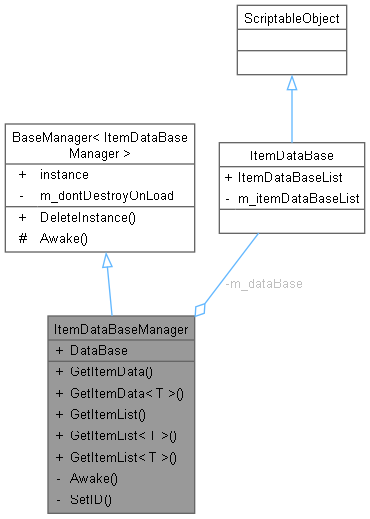 ScriptableObject
BaseManager< ItemDataBase
Manager >
+ instance
- m_dontDestroyOnLoad
+ DeleteInstance()
# Awake()
ItemDataBase
+ ItemDataBaseList
- m_itemDataBaseList
-m_dataBase
ItemDataBaseManager
+ DataBase
+ GetItemData()
+ GetItemData< T >()
+ GetItemList()
+ GetItemList< T >()
+ GetItemList< T >()
- Awake()
- SetID()